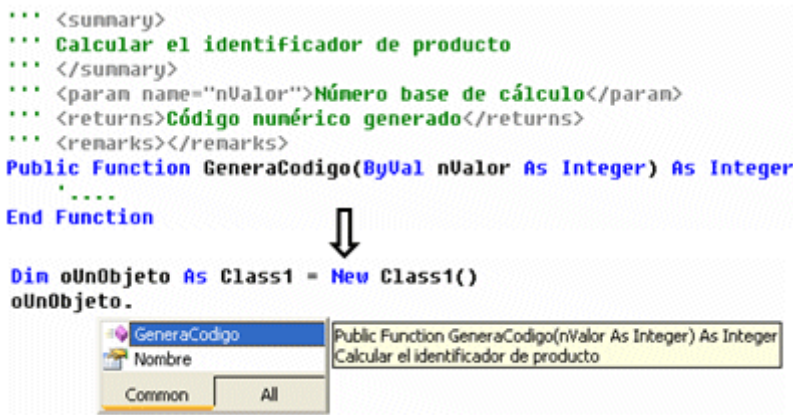 ''' <summary>
''' Calcular el identificador de producto
''' </summary>
''' <param name="nValor">Número base de cálculo</param>
''' <returns>Código numérico generado</returns>
''' <remarks></remarks>
Public Function GeneraCodigo(ByVal nValor As Integer) As Integer
'....
End Function
Dim oUnObjeto As Class1 = New Class1()
oUnObjeto.
GeneraCodigo
Nombre
Common All
Public Function GeneraCodigo(nValor As Integer) As Integer
Calcular el identificador de producto